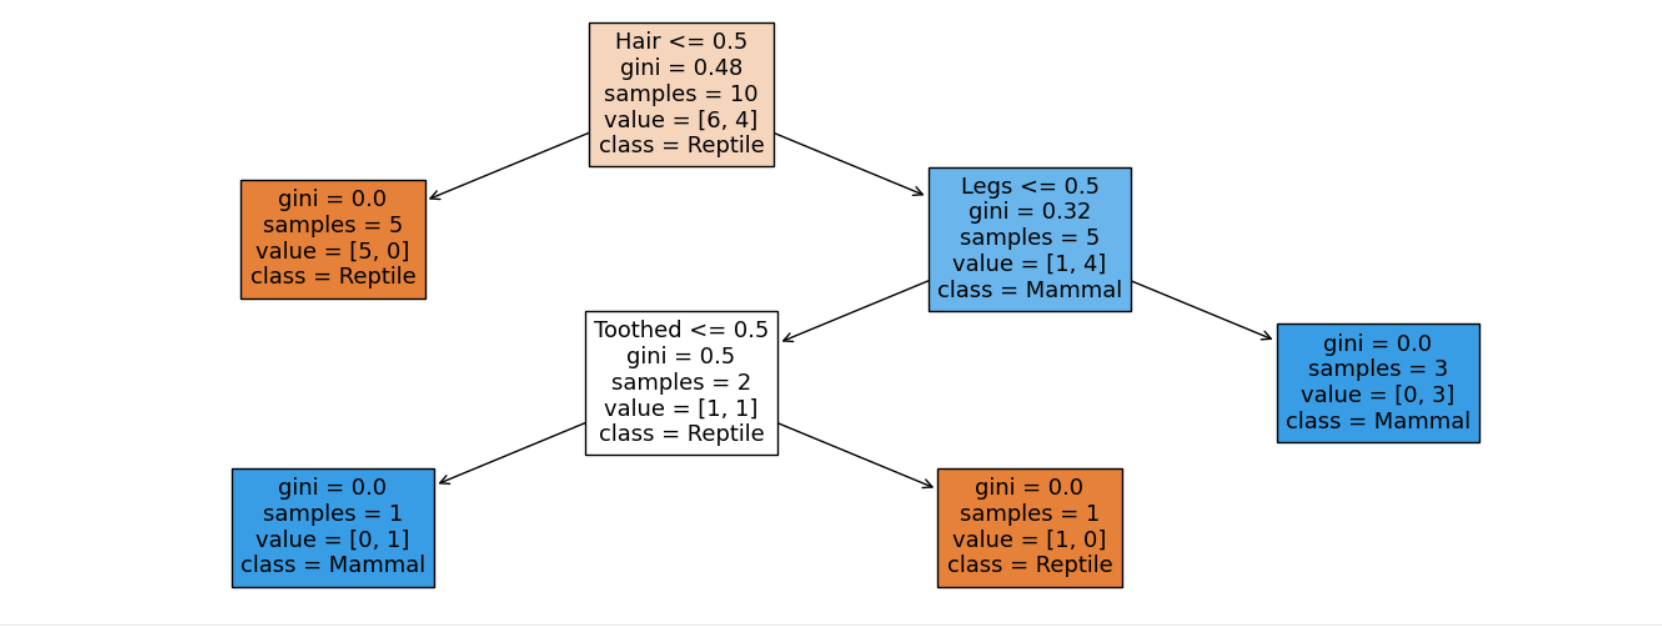 Hair <= 0.5
gini = 0.48
samples = 10
value = [6, 4]
class = Reptile
gini = 0.0
samples = 5
value = [5, 0]
class = Reptile
Legs <= 0.5
gini = 0.32
samples = 5
value = [1, 4]
class = Mammal
Toothed <= 0.5
gini = 0.5
samples = 2
value = [1, 1]
class = Reptile
gini = 0.0
samples = 3
value = [0, 3]
class = Mammal
gini = 0.0
samples = 1
value = [0, 1]
class = Mammal
gini = 0.0
samples = 1
value = [1, 0]
class = Reptile